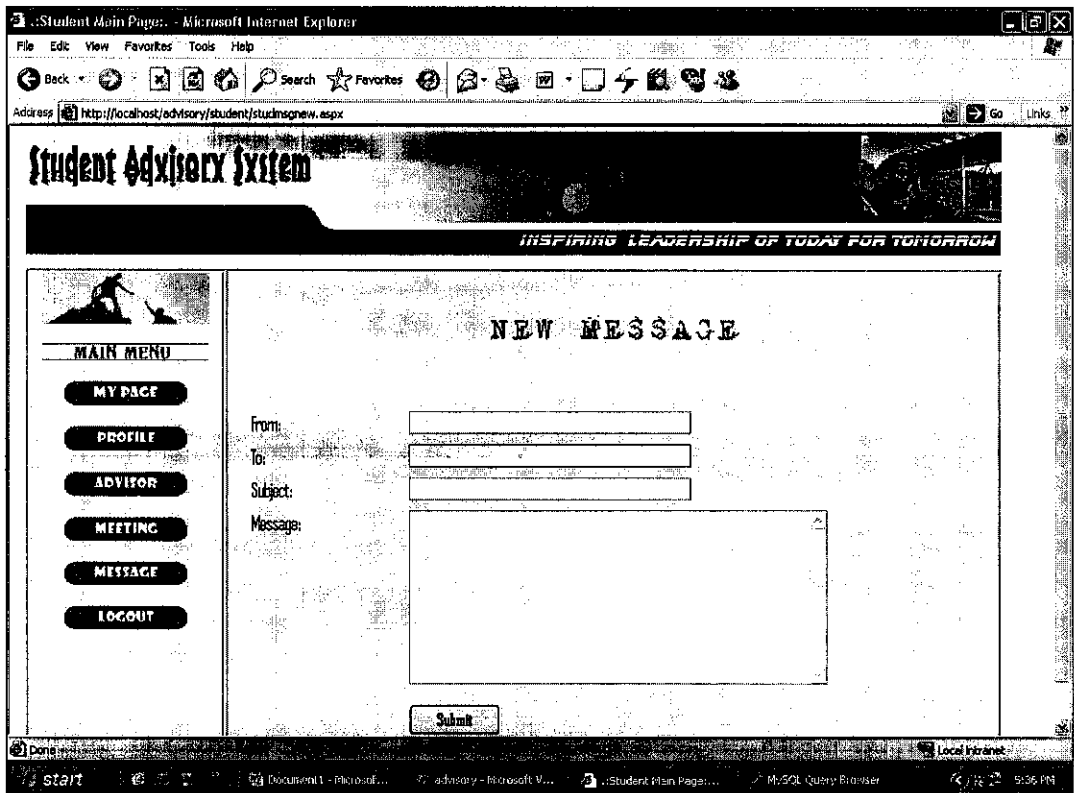 .:Student Main Page:. - Microsoft Internet Explorer
File Edit View Favorites Tools Help
Back Search Favorites
Address http://localhost/advisory/student/studmsgnew.aspx Go Links
Student Advisory System
INSPIRING LEADERSHIP OF TODAY FOR TOMORROW
NEW MESSAGE
MAIN MENU
MY PAGE
PROFILE
ADVISOR
MEETING
MESSAGE
LOGOUT
From:
To:
Subject:
Message:
Submit
Done Local intranet
start Document1 - Microsof... advisory - Microsoft V... .:Student Main Page:... MySQL Query Browser 5:36 PM